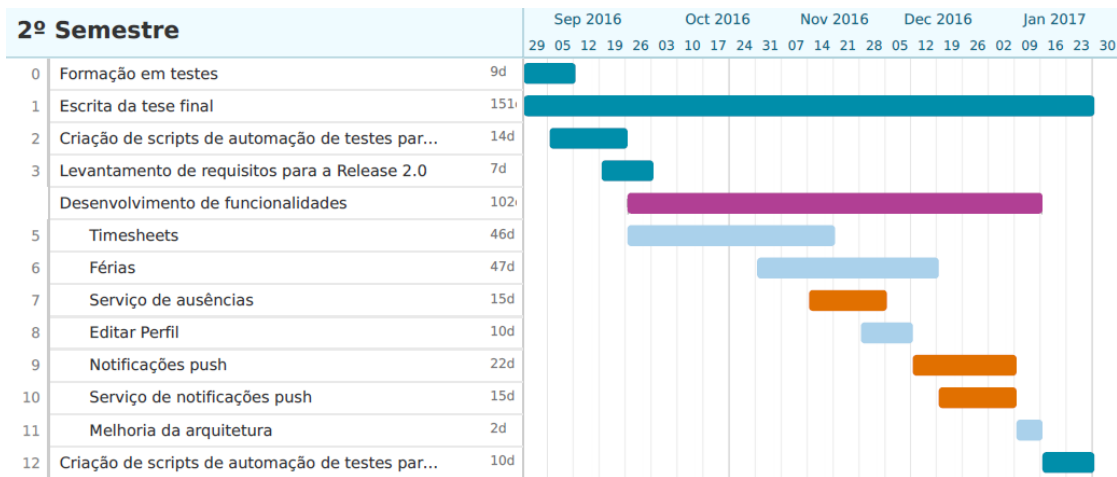 2º Semestre
Sep 2016 Oct 2016 Nov 2016 Dec 2016 Jan 2017
29 05 12 19 26 03 10 17 24 31 07 14 21 28 05 12 19 26 02 09 16 23 30
0 Formação em testes 9d
1 Escrita da tese final 151
2 Criação de scripts de automação de testes par... 14d
3 Levantamento de requisitos para a Release 2.0 7d
Desenvolvimento de funcionalidades 102
5 Timesheets 46d
6 Férias 47d
7 Serviço de ausências 15d
8 Editar Perfil 10d
9 Notificações push 22d
10 Serviço de notificações push 15d
11 Melhoria da arquitetura 2d
12 Criação de scripts de automação de testes par... 10d